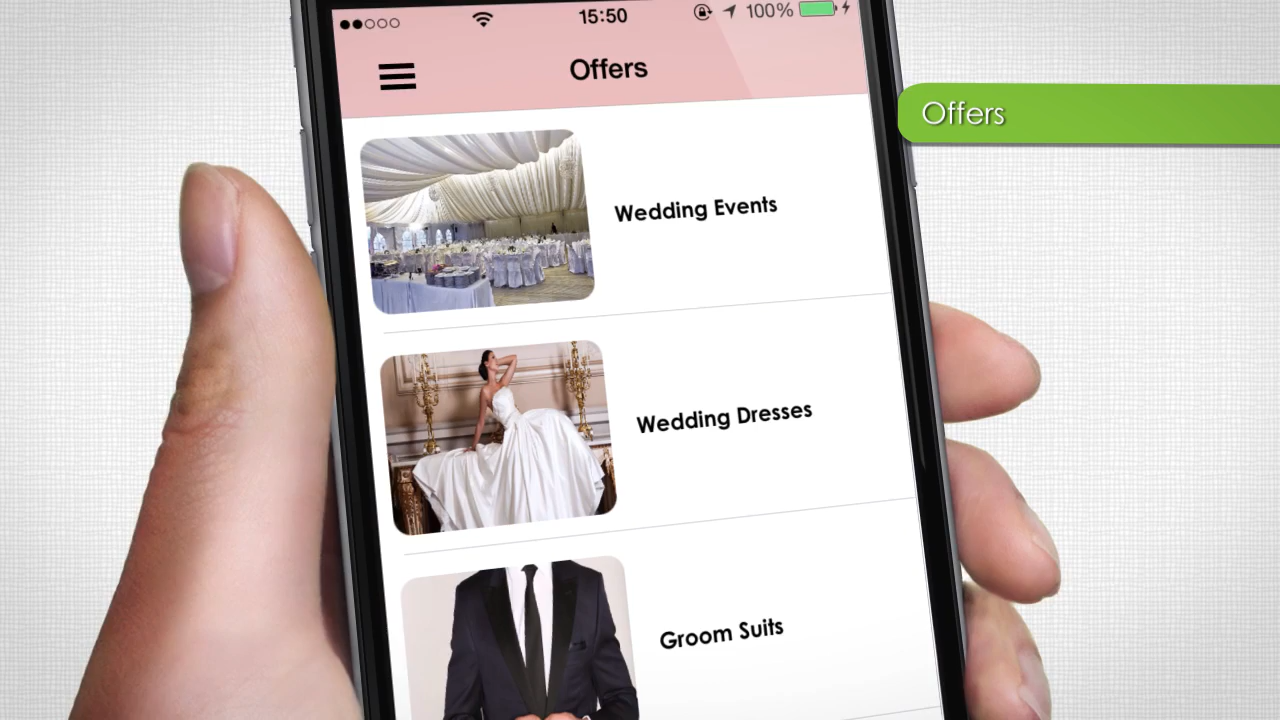 15:50
100%
Offers
Offers
Wedding Events
Wedding Dresses
Groom Suits